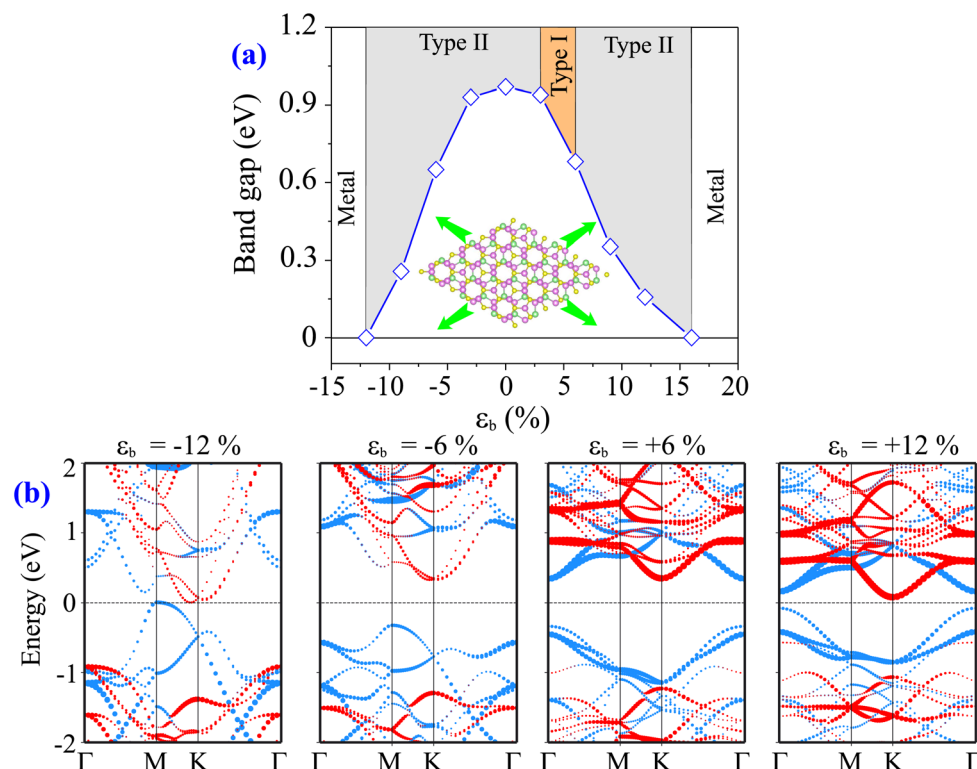 (a)
1.2
0.9
0.6
0.3
0
Band gap (eV)
Metal
Type II
Type I
Type II
Metal
-15 -10 -5 0 5 10 15 20
εb (%)
(b)
εb = -12 %
εb = -6 %
εb = +6 %
εb = +12 %
Energy (eV)
2
1
0
-1
-2
Γ M K Γ
Γ M K Γ
Γ M K Γ
Γ M K Γ